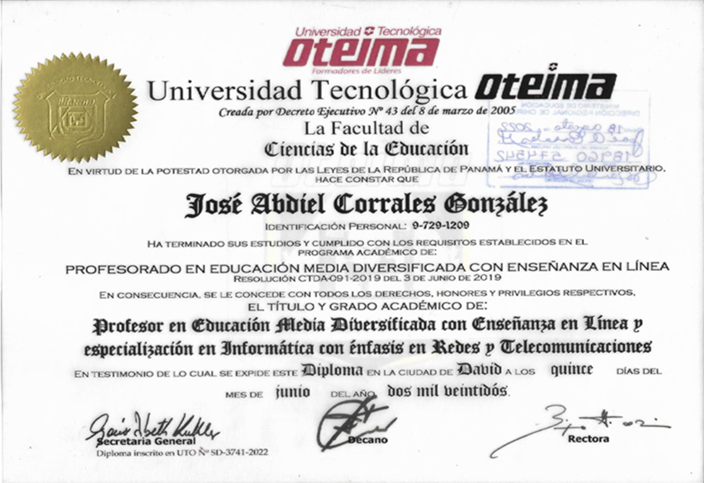 Universidad Tecnológica
oteima
Formadores de Líderes
Universidad Tecnológica oteima
Creada por Decreto Ejecutivo Nº 43 del 8 de marzo de 2005
La Facultad de
Ciencias de la Educación
En virtud de la potestad otorgada por las Leyes de la República de Panamá y el Estatuto Universitario,
hace constar que
José Abdiel Corrales González
Identificación Personal: 9-729-1209
Ha terminado sus estudios y cumplido con los requisitos establecidos en el
programa académico de:
PROFESORADO EN EDUCACIÓN MEDIA DIVERSIFICADA CON ENSEÑANZA EN LÍNEA
Resolución CTDA-091-2019 del 3 de junio de 2019
En consecuencia, se le concede con todos los derechos, honores y privilegios respectivos,
el título y grado académico de:
Profesor en Educación Media Diversificada con Enseñanza en Línea y
especialización en Informática con énfasis en Redes y Telecomunicaciones
En testimonio de lo cual se expide este Diploma en la ciudad de David a los quince días del
mes de junio del año dos mil veintidós.
Secretaria General
Decano
Rectora
Diploma inscrito en UTO Nº SD-3741-2022